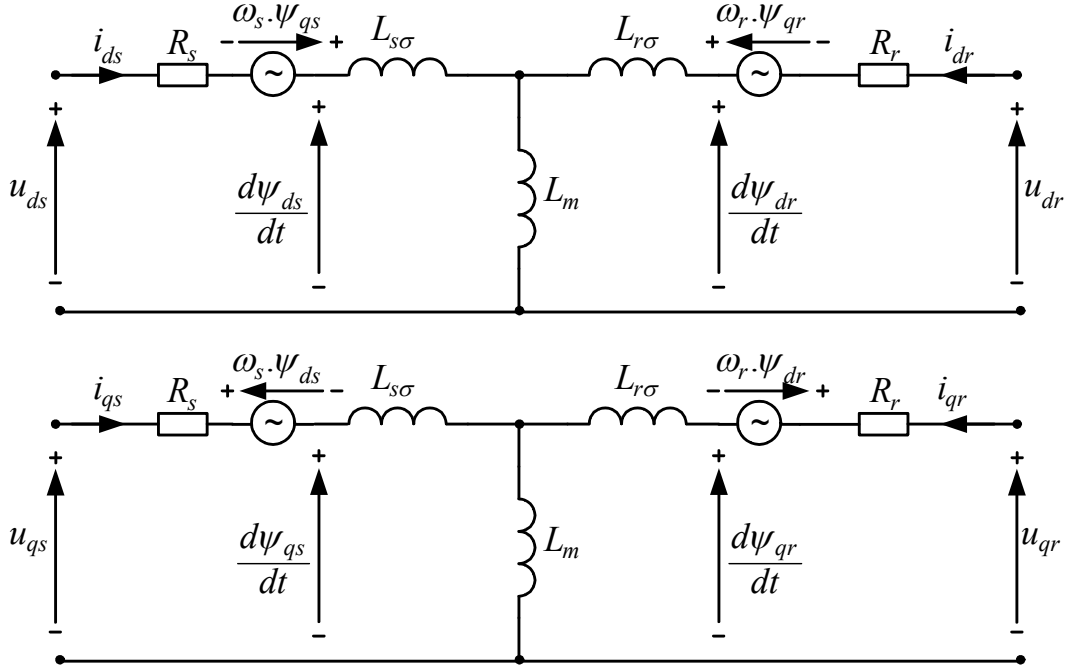 ω_s.ψ_qs ω_r.ψ_qr
i_ds R_s − + L_sσ L_rσ + − R_r i_dr
~ ~
+ + + +
u_ds dψ_ds/dt L_m dψ_dr/dt u_dr
− − − −
ω_s.ψ_ds ω_r.ψ_dr
i_qs R_s + − L_sσ L_rσ − + R_r i_qr
~ ~
+ + + +
u_qs dψ_qs/dt L_m dψ_qr/dt u_qr
− − − −